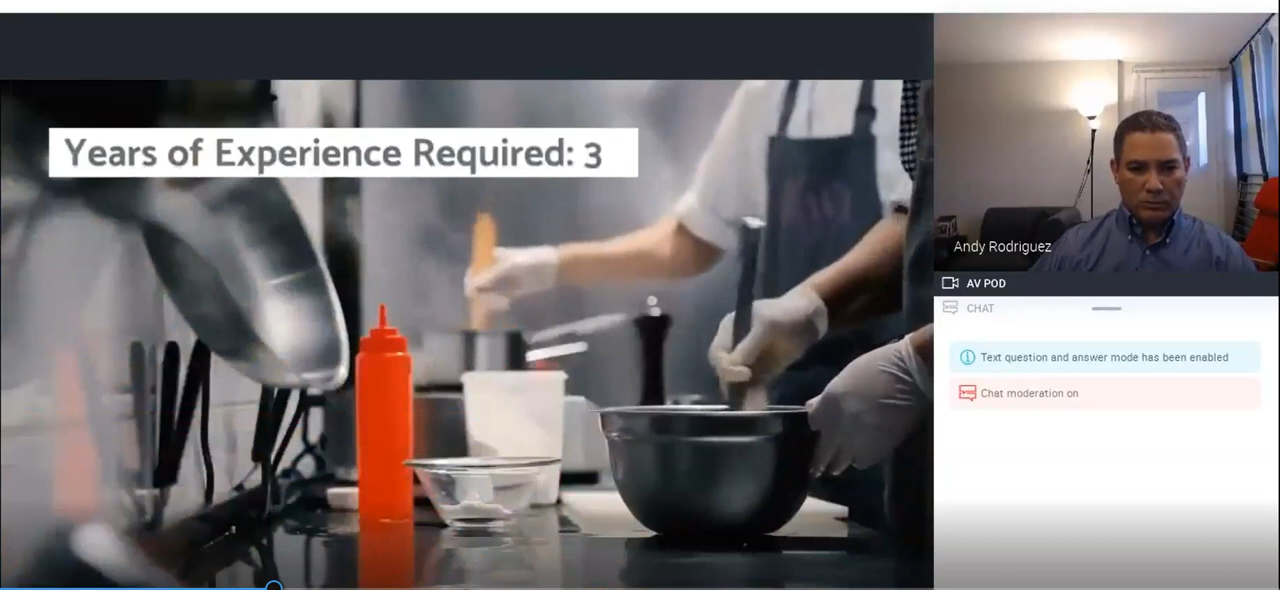 Years of Experience Required: 3
Andy Rodriguez
AV POD
CHAT
Text question and answer mode has been enabled
Chat moderation on